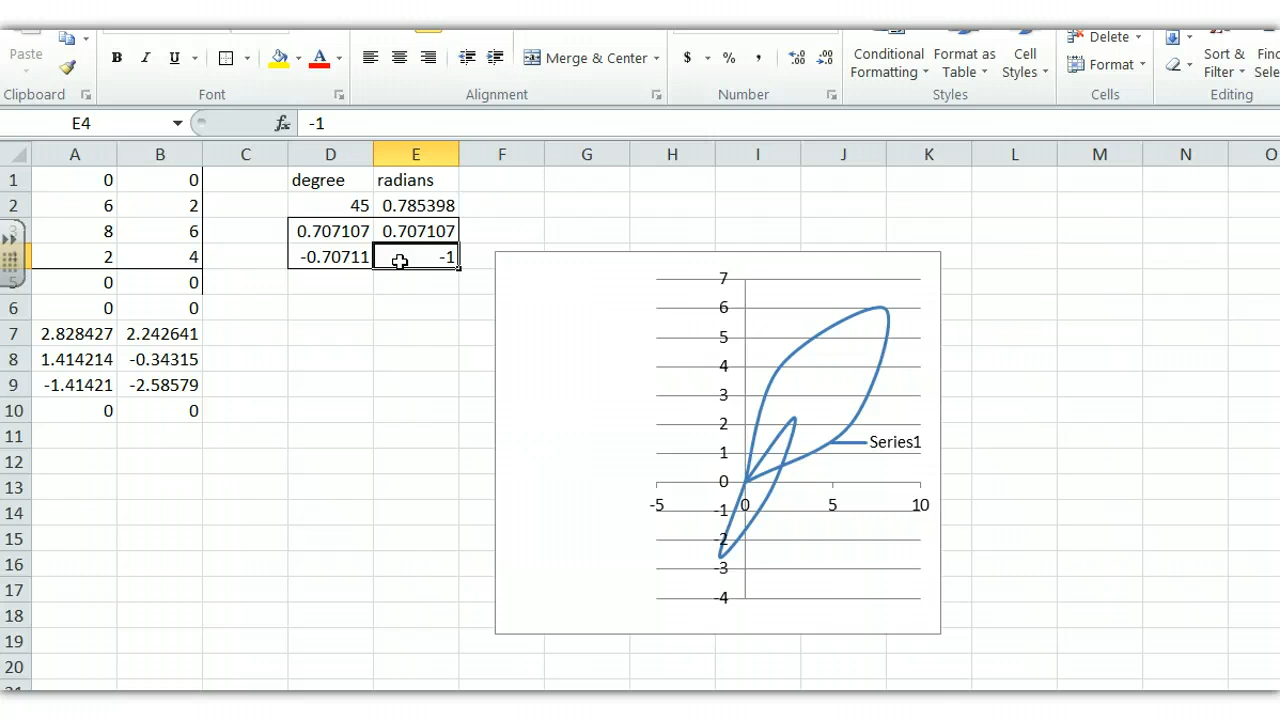 Delete
Paste
B I U A
Merge & Center
$ % ,
Conditional Formatting
Format as Table
Cell Styles
Format
Sort & Filter
Clipboard
Font
Alignment
Number
Styles
Cells
Editing
E4 fx -1
A B C D E F G H I J K L M N O
1 0 0 degree radians
2 6 2 45 0.785398
3 8 6 0.707107 0.707107
4 2 4 -0.70711 -1
5 0 0
6 0 0
7 2.828427 2.242641
8 1.414214 -0.34315
9 -1.41421 -2.58579
10 0 0
11
12
13
14
15
16
17
18
19
20
7
6
5
4
3
2
1
0
-1
-2
-3
-4
-5 0 5 10
Series1